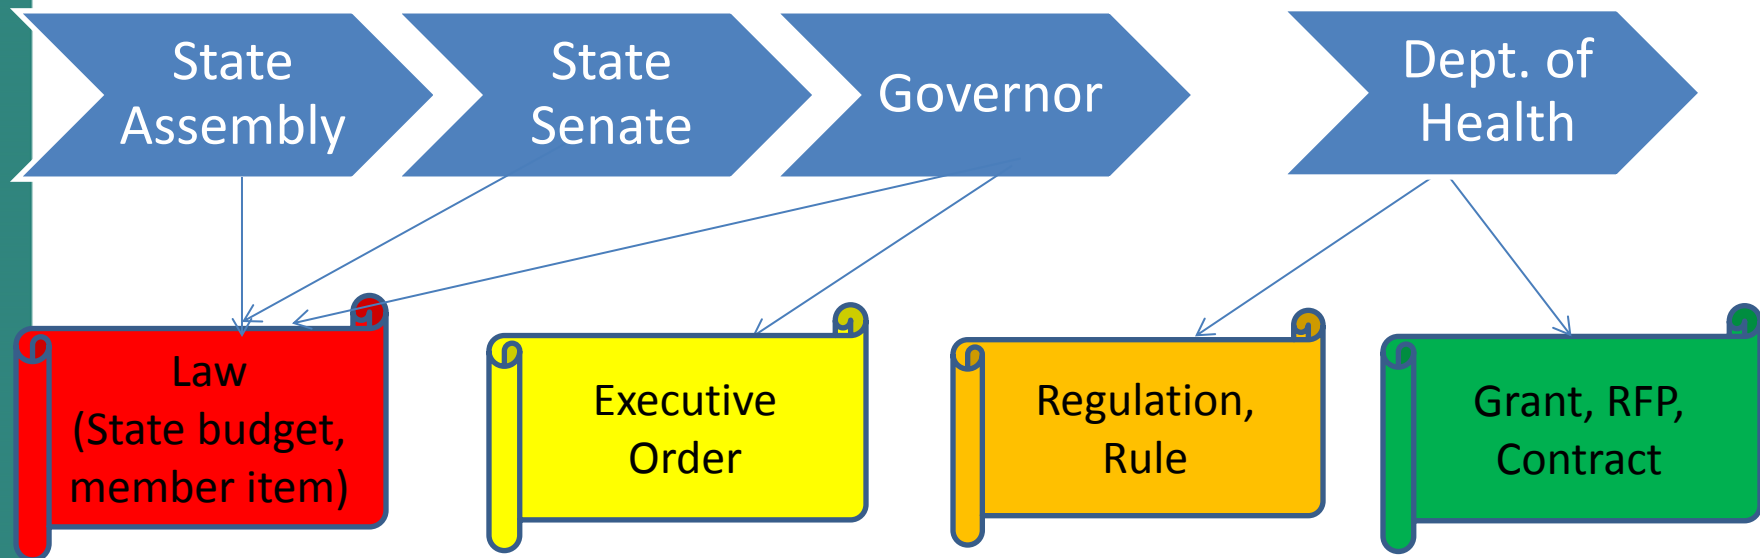 State
Assembly
State
Senate
Governor
Dept. of
Health
Law
(State budget,
member item)
Executive
Order
Regulation,
Rule
Grant, RFP,
Contract